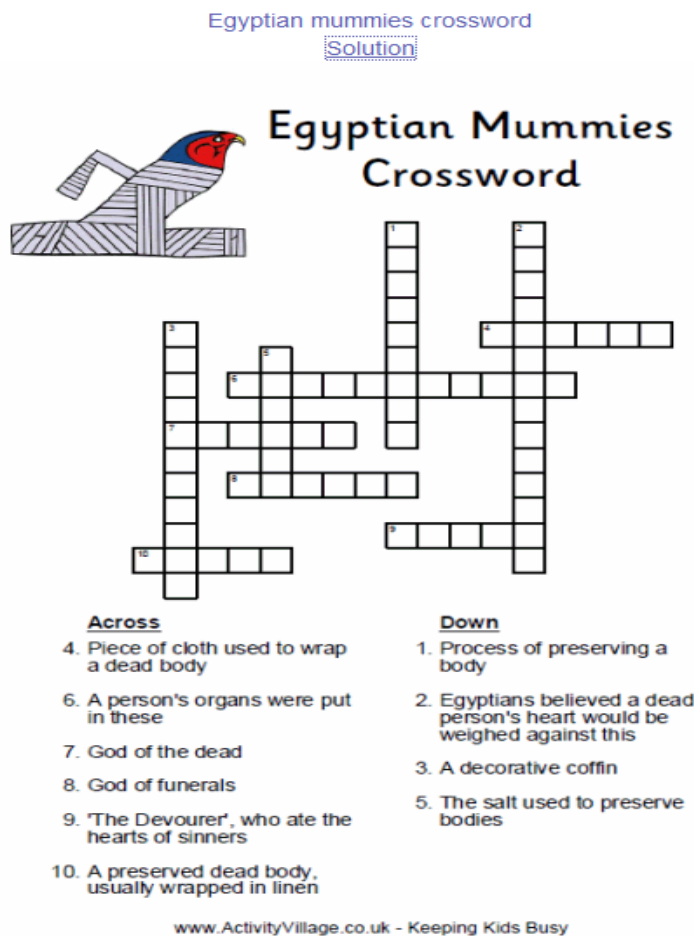 Egyptian mummies crossword
Solution
Egyptian Mummies
Crossword
1
2
3
4
5
6
7
8
9
10
Across
4. Piece of cloth used to wrap
a dead body
6. A person's organs were put
in these
7. God of the dead
8. God of funerals
9. 'The Devourer', who ate the
hearts of sinners
10. A preserved dead body,
usually wrapped in linen
Down
1. Process of preserving a
body
2. Egyptians believed a dead
person's heart would be
weighed against this
3. A decorative coffin
5. The salt used to preserve
bodies
www.ActivityVillage.co.uk - Keeping Kids Busy